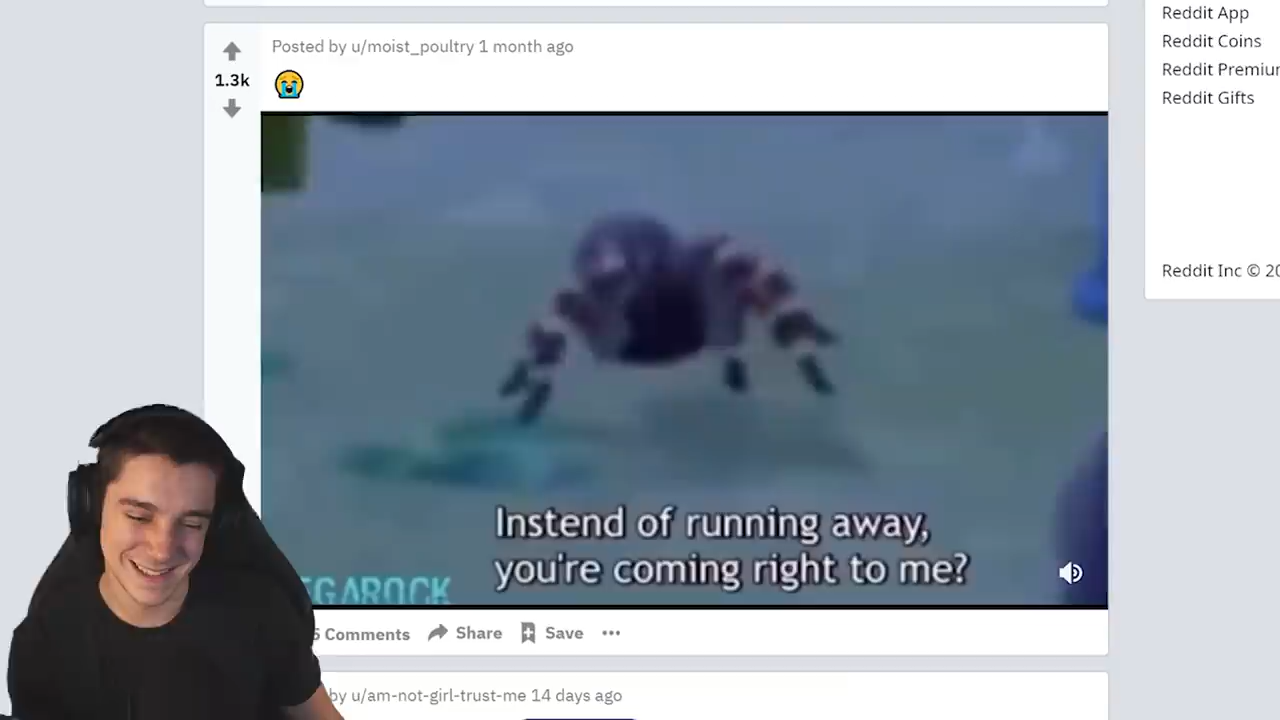 Posted by u/moist_poultry 1 month ago
1.3k
Instend of running away,
you're coming right to me?
GAROCK
Comments
Share
Save
by u/am-not-girl-trust-me 14 days ago
Reddit App
Reddit Coins
Reddit Premiu
Reddit Gifts
Reddit Inc © 20